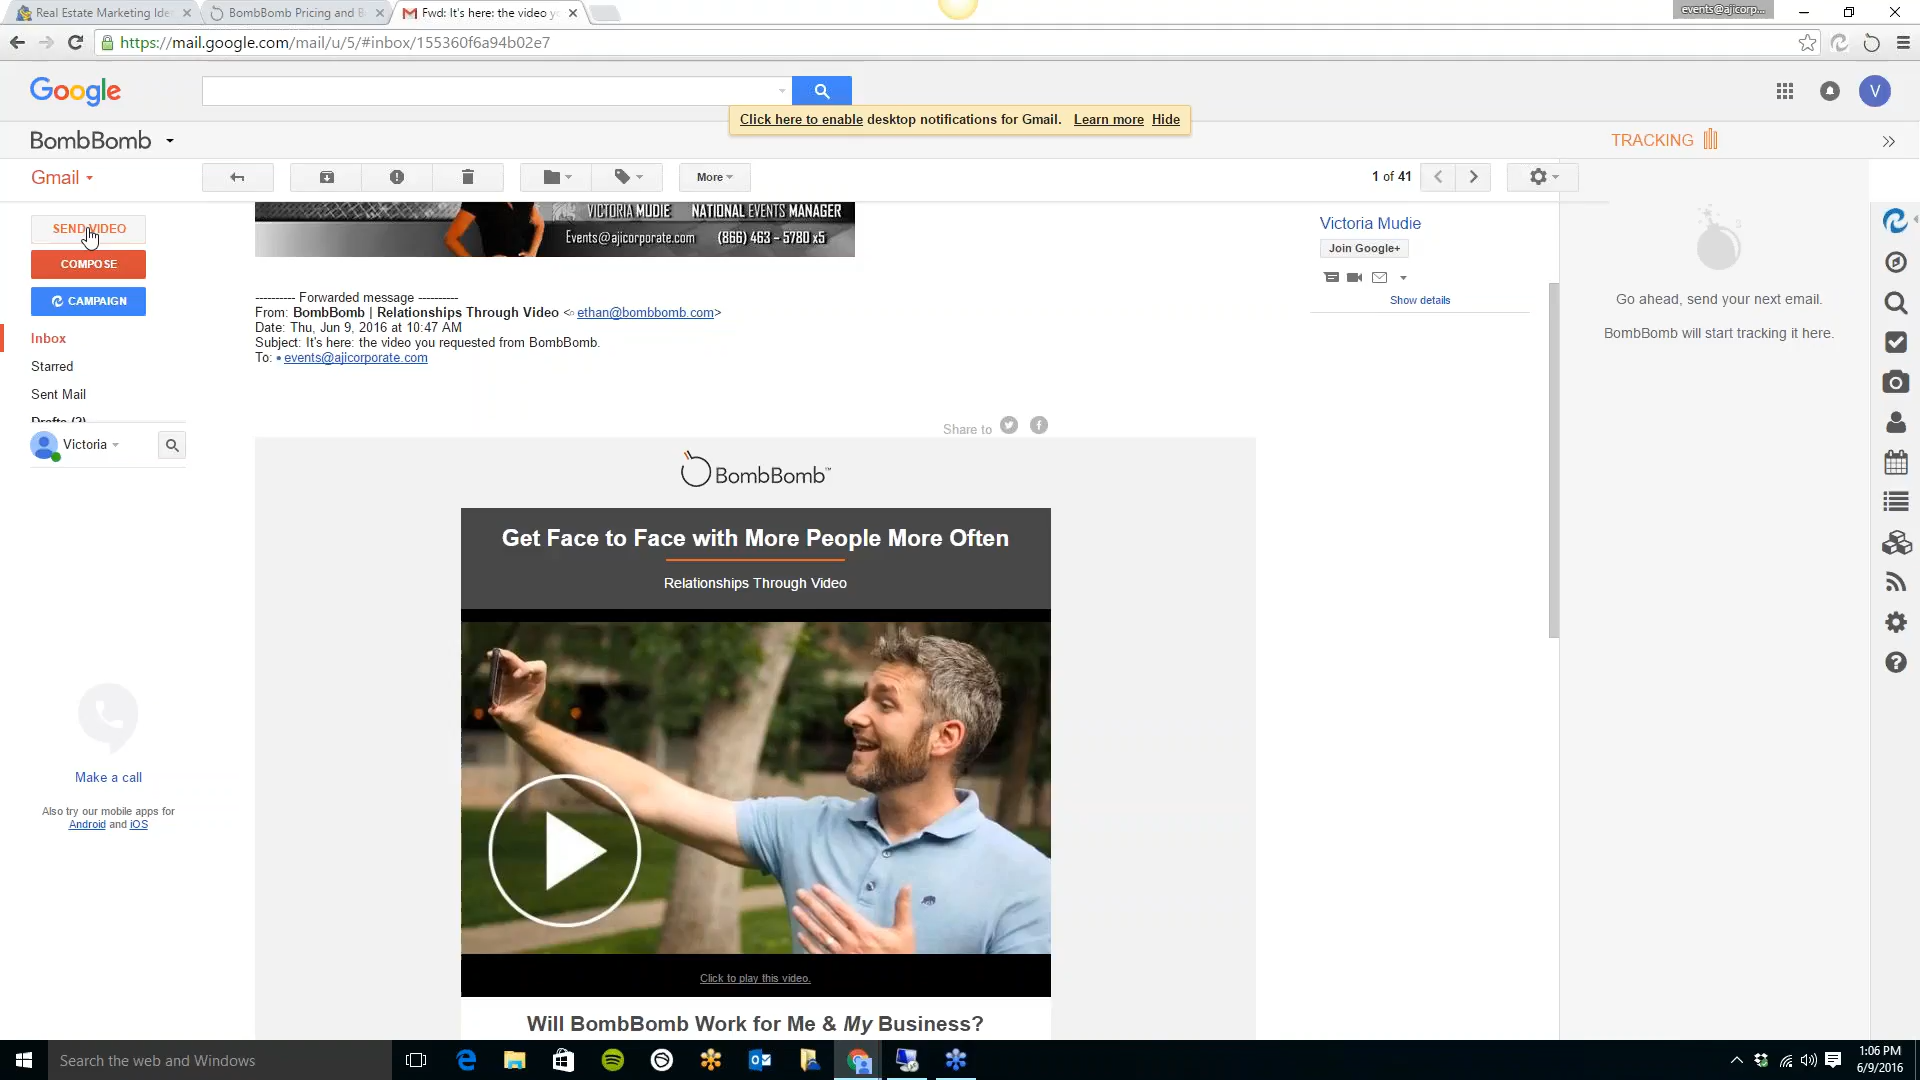 Real Estate Marketing Ide
BombBomb Pricing and B
Fwd: It's here: the video y
events@ajicorp...
https://mail.google.com/mail/u/5/#inbox/155360f6a94b02e7
Google
V
Click here to enable desktop notifications for Gmail. Learn more Hide
BombBomb
TRACKING
Gmail
More
1 of 41
SEND VIDEO
COMPOSE
CAMPAIGN
Inbox
Starred
Sent Mail
Drafts (2)
Victoria
Make a call
Also try our mobile apps for
Android and iOS
VICTORIA MUDIE NATIONAL EVENTS MANAGER
Events@ajicorporate.com (866) 463 – 5780 x5
---------- Forwarded message ----------
From: BombBomb | Relationships Through Video <ethan@bombbomb.com>
Date: Thu, Jun 9, 2016 at 10:47 AM
Subject: It's here: the video you requested from BombBomb.
To: events@ajicorporate.com
Share to
BombBomb™
Get Face to Face with More People More Often
Relationships Through Video
Click to play this video.
Will BombBomb Work for Me & My Business?
Victoria Mudie
Join Google+
Show details
Go ahead, send your next email.
BombBomb will start tracking it here.
Search the web and Windows
1:06 PM
6/9/2016